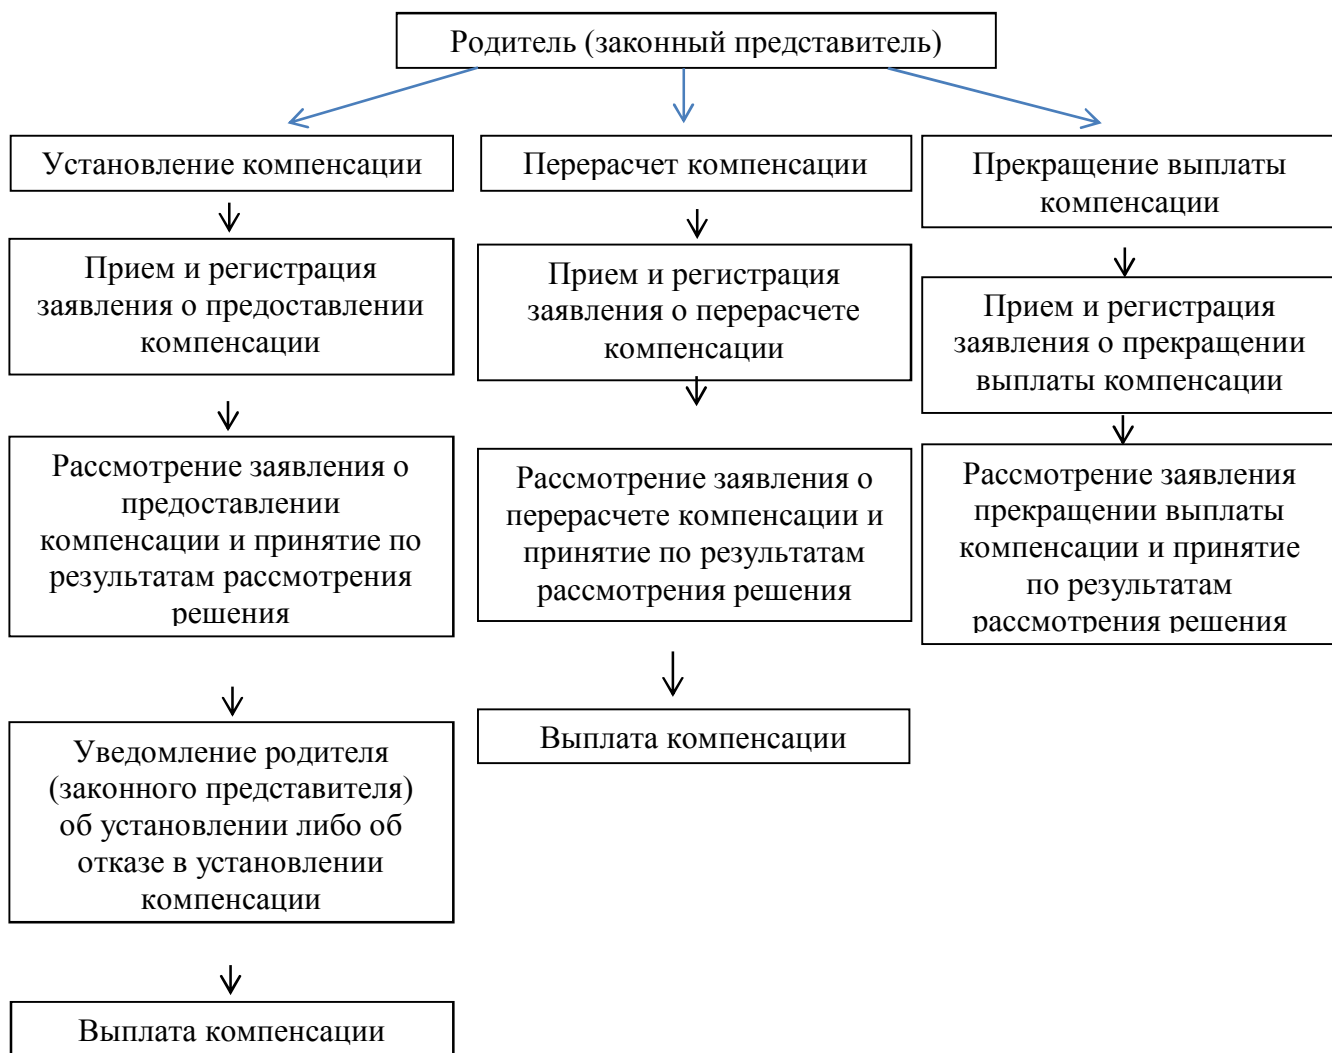 Родитель (законный представитель)
Установление компенсации
Прием и регистрация
заявления о предоставлении
компенсации
Рассмотрение заявления о
предоставлении
компенсации и принятие по
результатам рассмотрения
решения
Уведомление родителя
(законного представителя)
об установлении либо об
отказе в установлении
компенсации
Выплата компенсации
Перерасчет компенсации
Прием и регистрация
заявления о перерасчете
компенсации
Рассмотрение заявления о
перерасчете компенсации и
принятие по результатам
рассмотрения решения
Выплата компенсации
Прекращение выплаты
компенсации
Прием и регистрация
заявления о прекращении
выплаты компенсации
Рассмотрение заявления
прекращении выплаты
компенсации и принятие
по результатам
рассмотрения решения